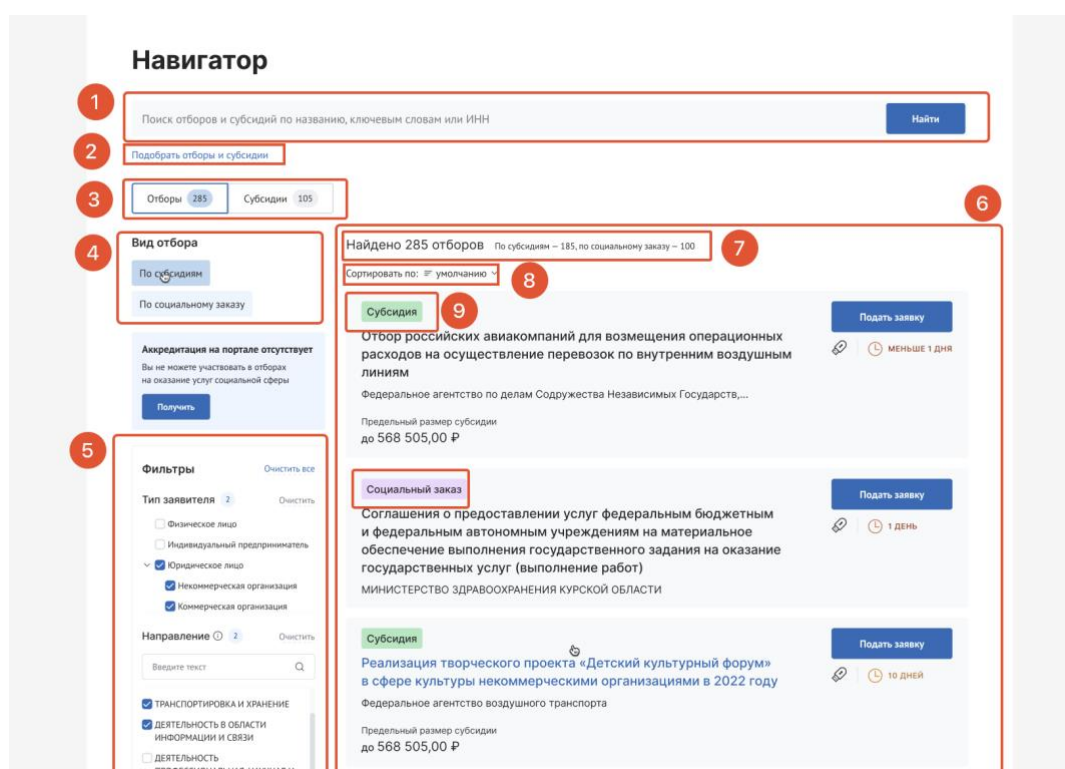 Навигатор
1
Поиск отборов и субсидий по названию, ключевым словам или ИНН
Найти
2
Подобрать отборы и субсидии
3
Отборы 285
Субсидии 105
6
4
Вид отбора
По субсидиям
По социальному заказу
Найдено 285 отборов По субсидиям – 185, по социальному заказу – 100
7
Сортировать по: умолчанию
8
Аккредитация на портале отсутствует
Вы не можете участвовать в отборах
на оказание услуг социальной сферы
Получить
5
Фильтры
Очистить все
Тип заявителя 2
Очистить
Физическое лицо
Индивидуальный предприниматель
Юридическое лицо
Некоммерческая организация
Коммерческая организация
Направление 2
Очистить
Введите текст
ТРАНСПОРТИРОВКА И ХРАНЕНИЕ
ДЕЯТЕЛЬНОСТЬ В ОБЛАСТИ
ИНФОРМАЦИИ И СВЯЗИ
ДЕЯТЕЛЬНОСТЬ
Субсидия
9
Отбор российских авиакомпаний для возмещения операционных
расходов на осуществление перевозок по внутренним воздушным
линиям
Федеральное агентство по делам Содружества Независимых Государств,...
Предельный размер субсидии
до 568 505,00 ₽
Подать заявку
МЕНЬШЕ 1 ДНЯ
Социальный заказ
Соглашения о предоставлении услуг федеральным бюджетным
и федеральным автономным учреждениям на материальное
обеспечение выполнения государственного задания на оказание
государственных услуг (выполнение работ)
МИНИСТЕРСТВО ЗДРАВООХРАНЕНИЯ КУРСКОЙ ОБЛАСТИ
Подать заявку
1 ДЕНЬ
Субсидия
Реализация творческого проекта «Детский культурный форум»
в сфере культуры некоммерческими организациями в 2022 году
Федеральное агентство воздушного транспорта
Предельный размер субсидии
до 568 505,00 ₽
Подать заявку
10 ДНЕЙ